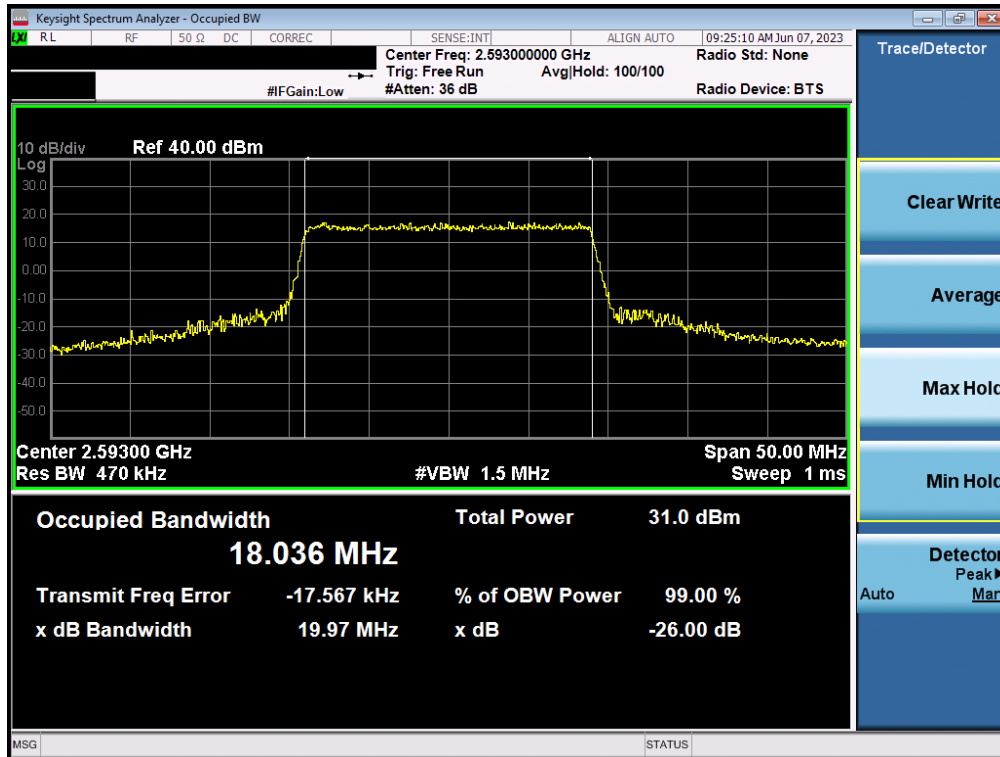 Keysight Spectrum Analyzer - Occupied BW
LXI RL RF 50 Ω DC CORREC SENSE:INT ALIGN AUTO 09:25:10 AM Jun 07, 2023
Center Freq: 2.593000000 GHz Radio Std: None
Trig: Free Run Avg|Hold: 100/100
#IFGain:Low #Atten: 36 dB Radio Device: BTS
Trace/Detector
10 dB/div Ref 40.00 dBm
Log
30.0
20.0
10.0
0.00
-10.0
-20.0
-30.0
-40.0
-50.0
Center 2.59300 GHz Span 50.00 MHz
Res BW 470 kHz #VBW 1.5 MHz Sweep 1 ms
Occupied Bandwidth Total Power 31.0 dBm
18.036 MHz
Transmit Freq Error -17.567 kHz % of OBW Power 99.00 %
x dB Bandwidth 19.97 MHz x dB -26.00 dB
Clear Write
Average
Max Hold
Min Hold
Detector
Peak
Auto Man
MSG STATUS